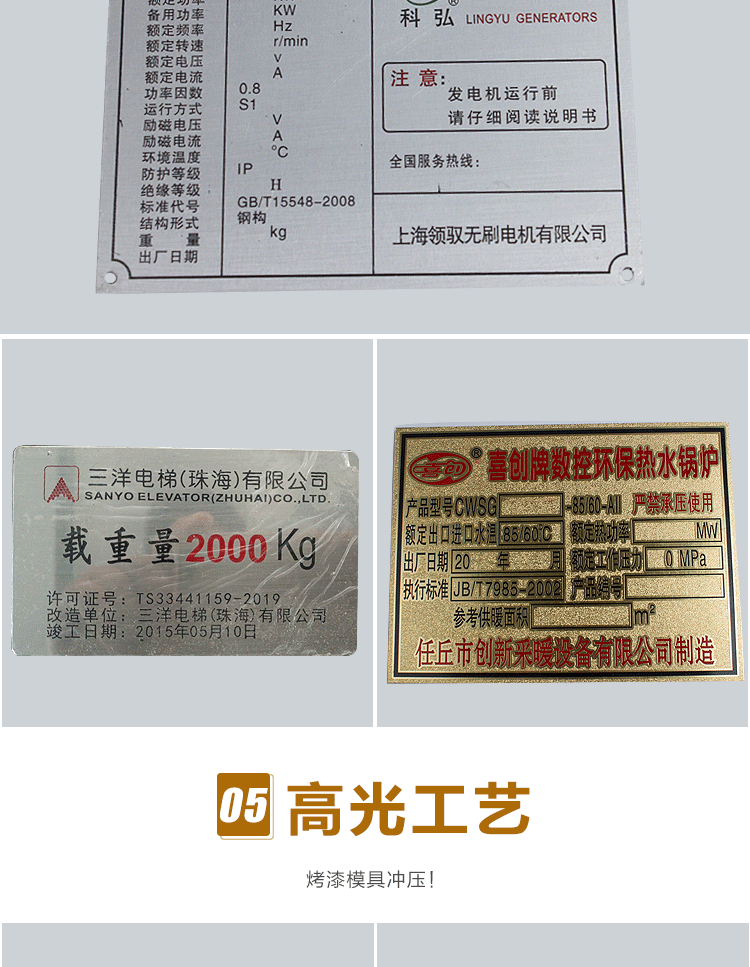 额定功率
KW
备用功率 KW
额定频率 Hz
额定转速 r/min
额定电压 V
额定电流 A
功率因数 0.8
运行方式 S1
励磁电压 V
励磁电流 A
环境温度 °C
防护等级 IP
绝缘等级 H
标准代号 GB/T15548-2008
结构形式 钢构
重 量 kg
出厂日期
科弘® LINGYU GENERATORS
注 意:
发电机运行前
请仔细阅读说明书
全国服务热线:
上海领驭无刷电机有限公司
三洋电梯(珠海)有限公司
SANYO ELEVATOR(ZHUHAI)CO.,LTD.
载重量2000Kg
许可证号: TS33441159-2019
改造单位: 三洋电梯(珠海)有限公司
竣工日期: 2015年05月10日
喜创® 喜创牌数控环保热水锅炉
产品型号CWSG -85/60-AII 严禁承压使用
额定出口进口水温 85/60℃ 额定热功率 MW
出厂日期 20 年 月 额定工作压力 0 MPa
执行标准 JB/T7985-2002 产品编号
参考供暖面积 m²
任丘市创新采暖设备有限公司制造
05 高光工艺
烤漆模具冲压!